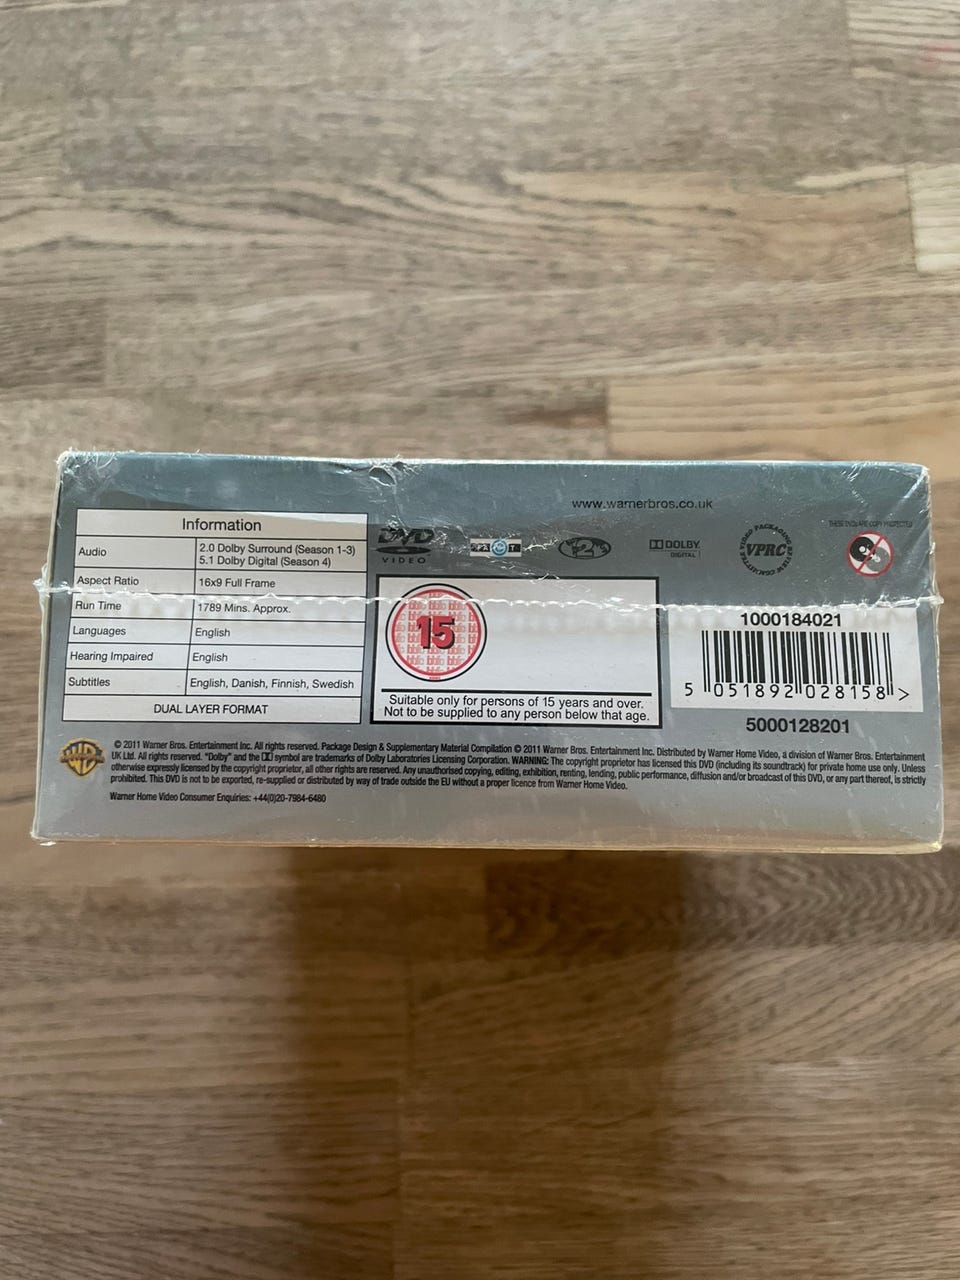 www.warnerbros.co.uk
Information
Audio
2.0 Dolby Surround (Season 1-3)
5.1 Dolby Digital (Season 4)
Aspect Ratio
16x9 Full Frame
Run Time
1789 Mins. Approx.
Languages
English
Hearing Impaired
English
Subtitles
English, Danish, Finnish, Swedish
DUAL LAYER FORMAT
DVD
VIDEO
2
DOLBY
DIGITAL
VIDEO PACKAGING REVIEW COMMITTEE
VPRC
THESE DVDs ARE COPY PROTECTED
15
Suitable only for persons of 15 years and over.
Not to be supplied to any person below that age.
1000184021
5 051892 028158 >
5000128201
© 2011 Warner Bros. Entertainment Inc. All rights reserved. Package Design & Supplementary Material Compilation © 2011 Warner Bros. Entertainment Inc. Distributed by Warner Home Video, a division of Warner Bros. Entertainment
UK Ltd. All rights reserved. "Dolby" and the symbol are trademarks of Dolby Laboratories Licensing Corporation. WARNING: The copyright proprietor has licensed this DVD (including its soundtrack) for private home use only. Unless
otherwise expressly licensed by the copyright proprietor, all other rights are reserved. Any unauthorised copying, editing, exhibition, renting, lending, public performance, diffusion and/or broadcast of this DVD, or any part thereof, is strictly
prohibited. This DVD is not to be exported, re-supplied or distributed by way of trade outside the EU without a proper licence from Warner Home Video.
Warner Home Video Consumer Enquiries: +44(0)20-7984-6480